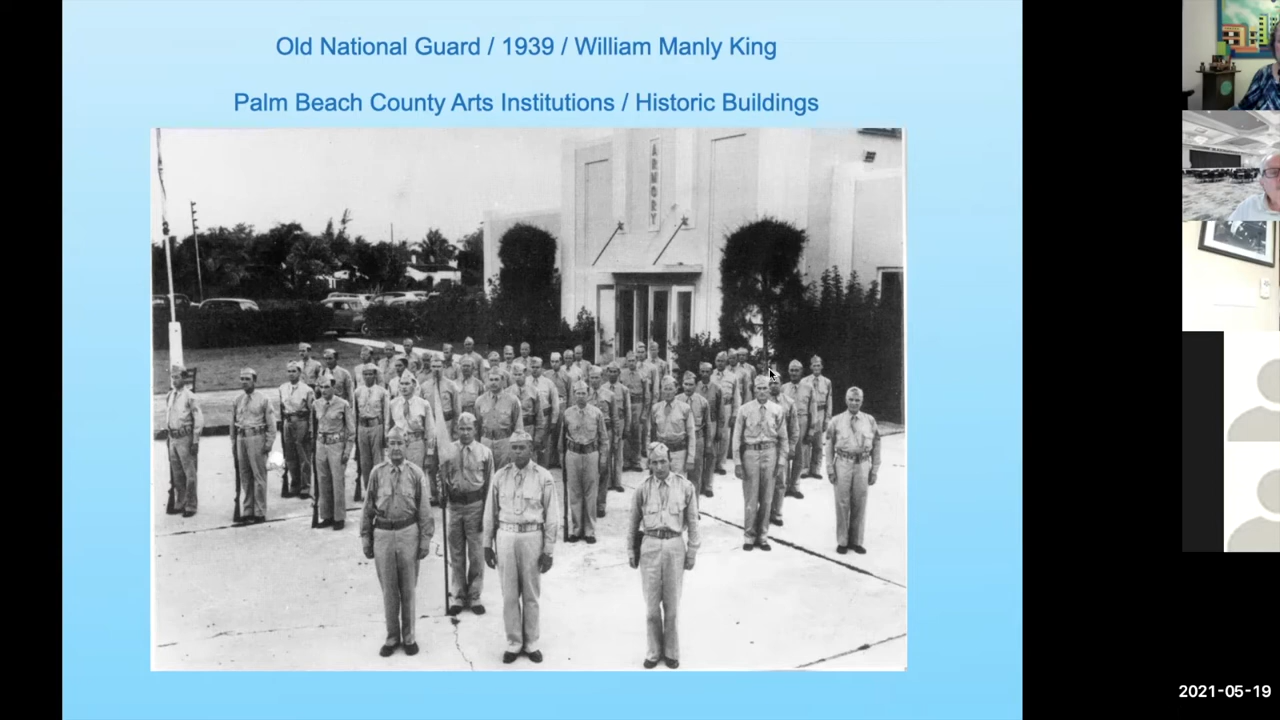 Old National Guard / 1939 / William Manly King
Palm Beach County Arts Institutions / Historic Buildings
ARMORY
2021-05-19